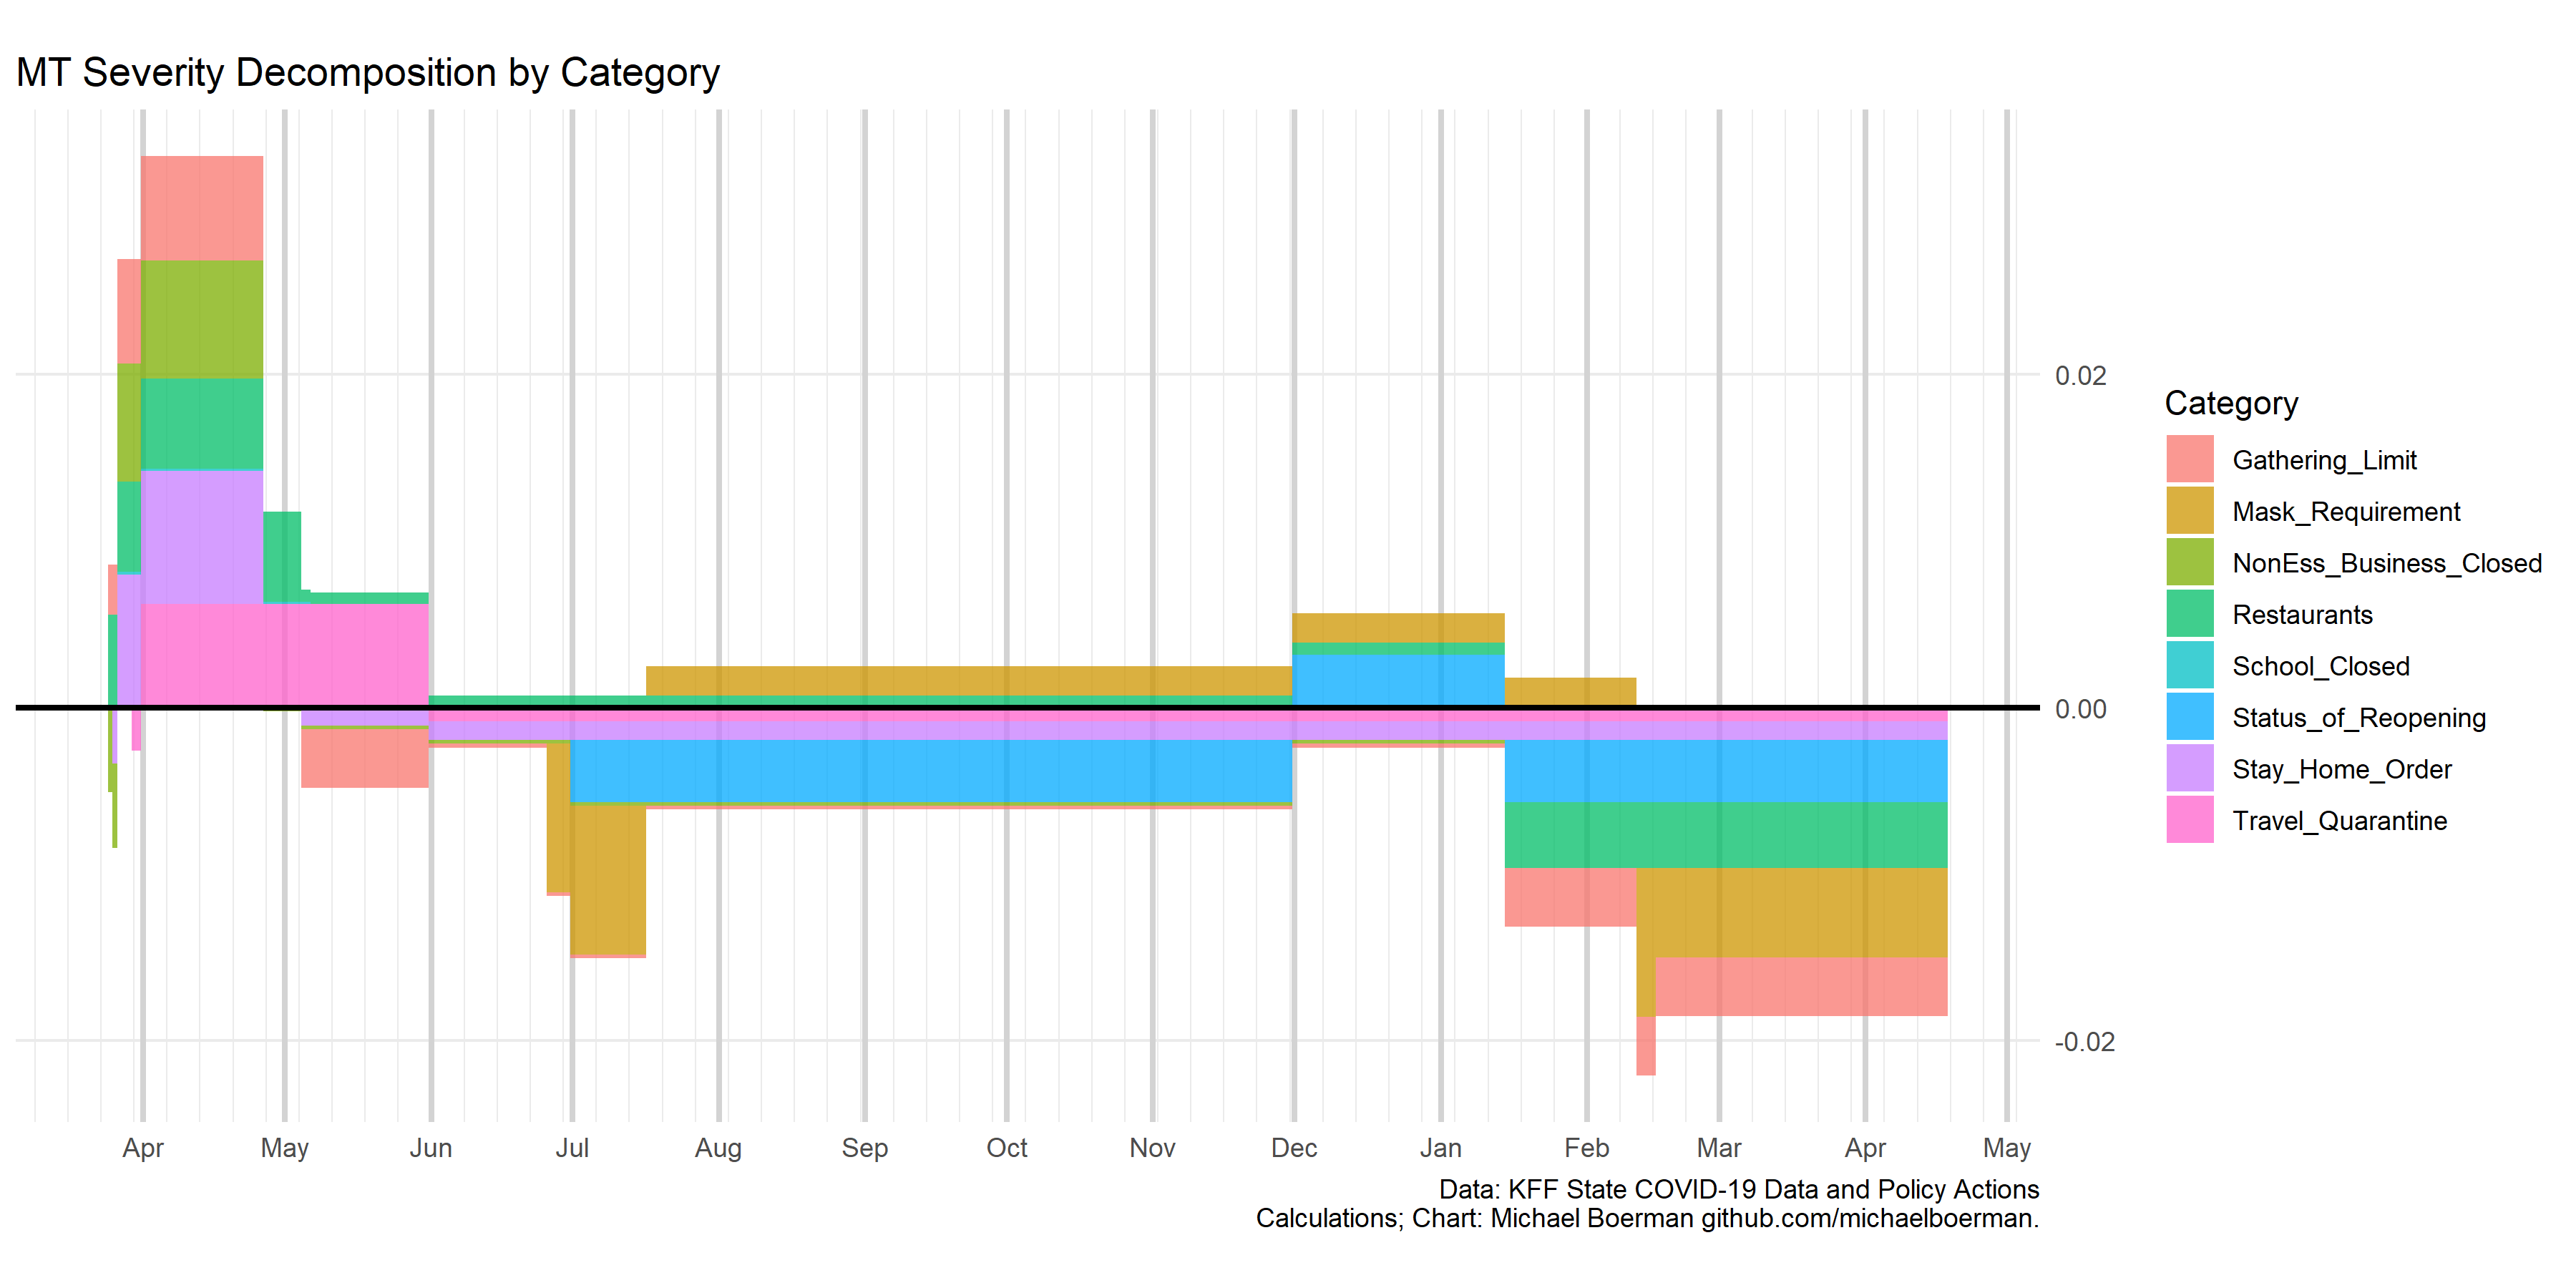 MT Severity Decomposition by Category
0.02
0.00
-0.02
Category
Gathering_Limit
Mask_Requirement
NonEss_Business_Closed
Restaurants
School_Closed
Status_of_Reopening
Stay_Home_Order
Travel_Quarantine
Apr May Jun Jul Aug Sep Oct Nov Dec Jan Feb Mar Apr May
Data: KFF State COVID-19 Data and Policy Actions
Calculations; Chart: Michael Boerman github.com/michaelboerman.